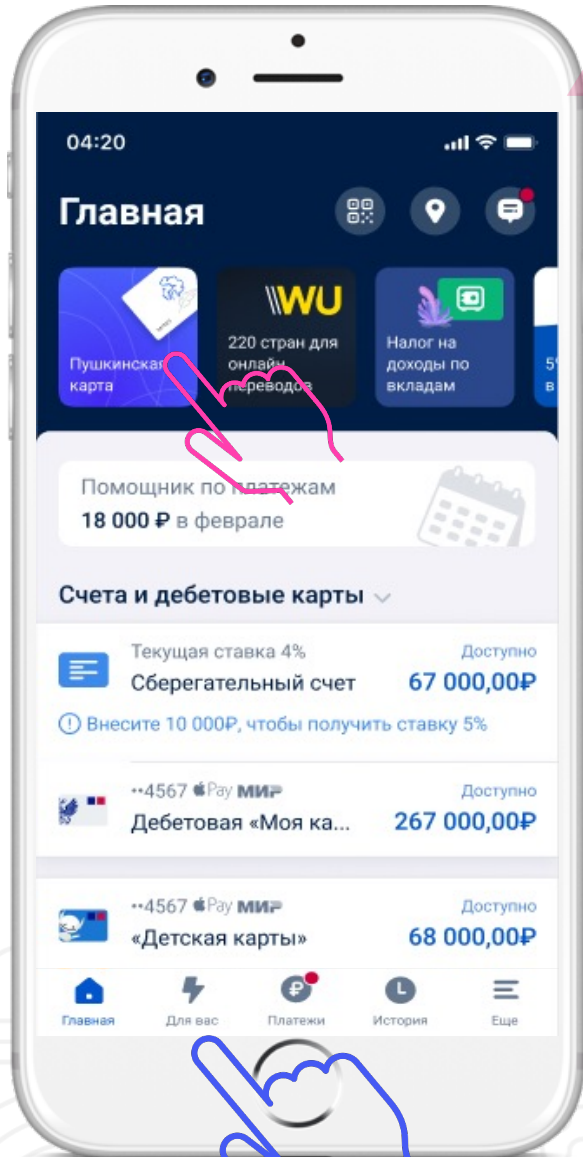 04:20
Главная
Пушкинская
карта
WU
220 стран для
онлайн
переводов
Налог на
доходы по
вкладам
5
в
Помощник по платежам
18 000 ₽ в феврале
Счета и дебетовые карты
Текущая ставка 4%
Доступно
Сберегательный счет
67 000,00₽
Внесите 10 000₽, чтобы получить ставку 5%
··4567 Pay МИР
Доступно
Дебетовая «Моя ка...
267 000,00₽
··4567 Pay МИР
Доступно
«Детская карты»
68 000,00₽
Главная
Для вас
Платежи
История
Еще